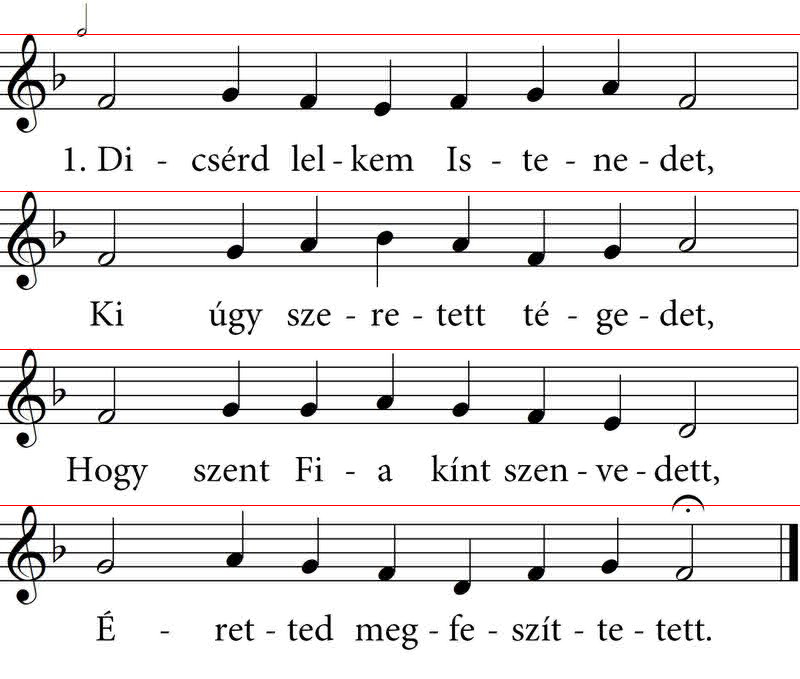 1. Di - csérd lel - kem Is - te - ne - det,
Ki úgy sze - re - tett té - ge - det,
Hogy szent Fi - a kínt szen - ve - dett,
É - ret - ted meg - fe - szít - te - tett.